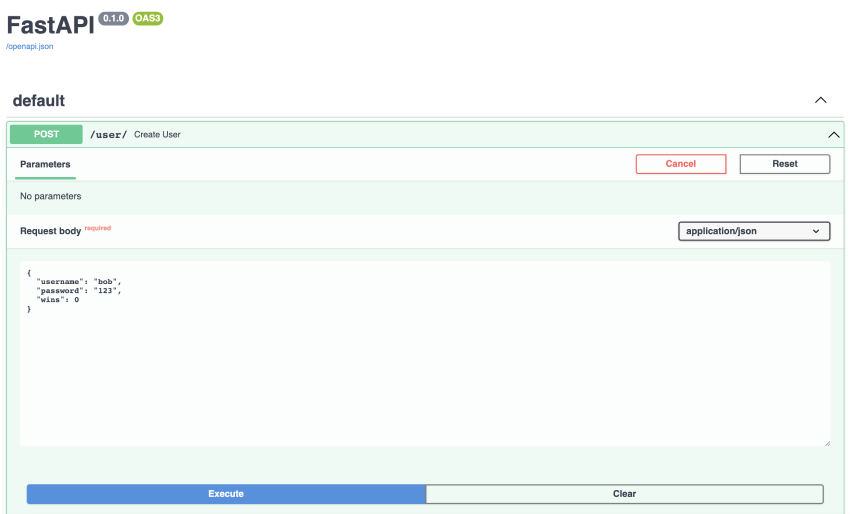 FastAPI 0.1.0 OAS3
/openapi.json
default
POST /user/ Create User
Parameters Cancel Reset
No parameters
Request body required application/json
{
  "username": "bob",
  "password": "123",
  "wins": 0
}
Execute Clear